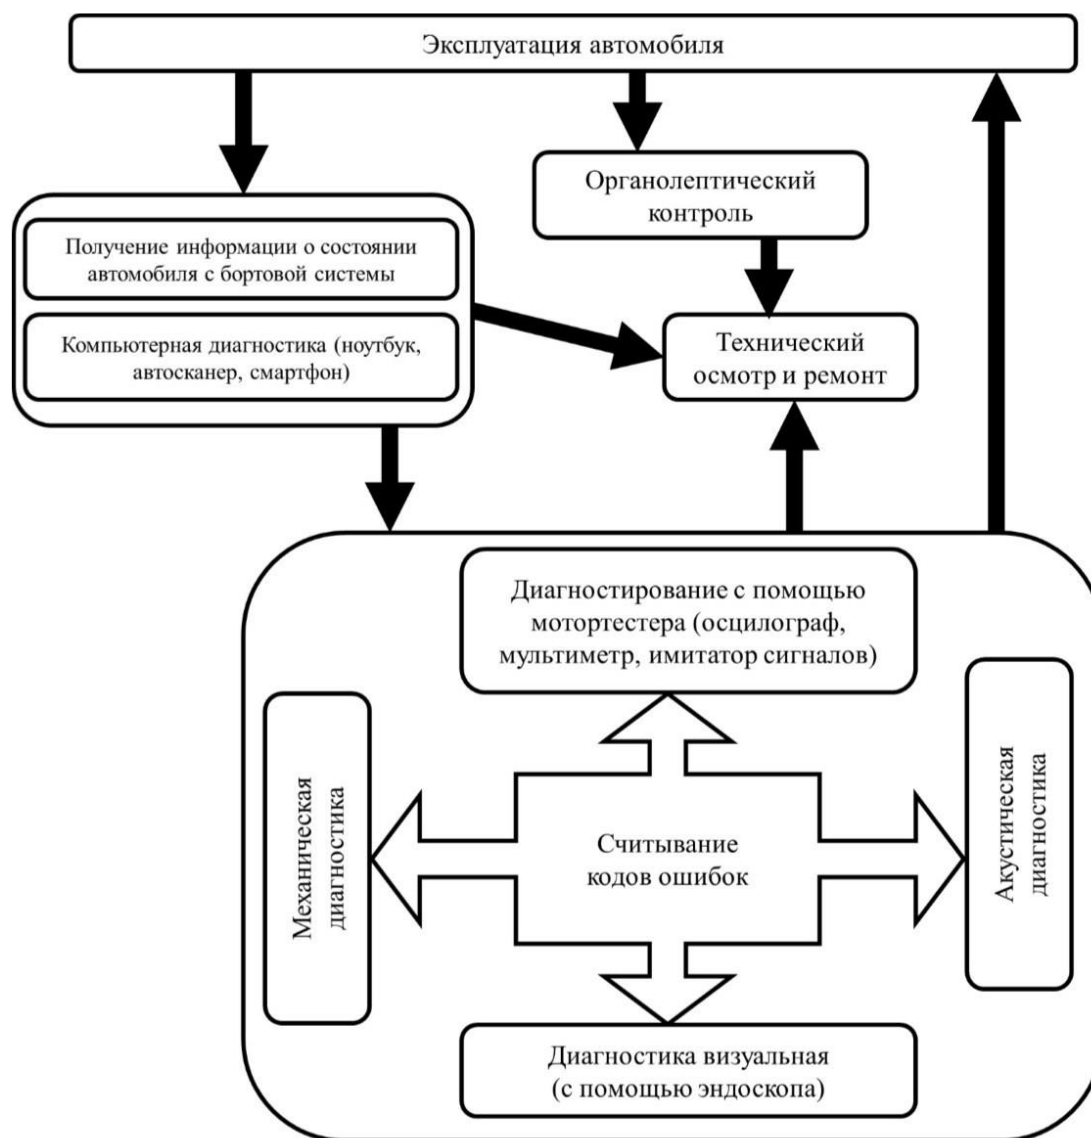 Эксплуатация автомобиля
Органолептический
контроль
Получение информации о состоянии
автомобиля с бортовой системы
Компьютерная диагностика (ноутбук,
автосканер, смартфон)
Технический
осмотр и ремонт
Диагностирование с помощью
мотортестера (осцилограф,
мультиметр, имитатор сигналов)
Механическая
диагностика
Считывание
кодов ошибок
Акустическая
диагностика
Диагностика визуальная
(с помощью эндоскопа)